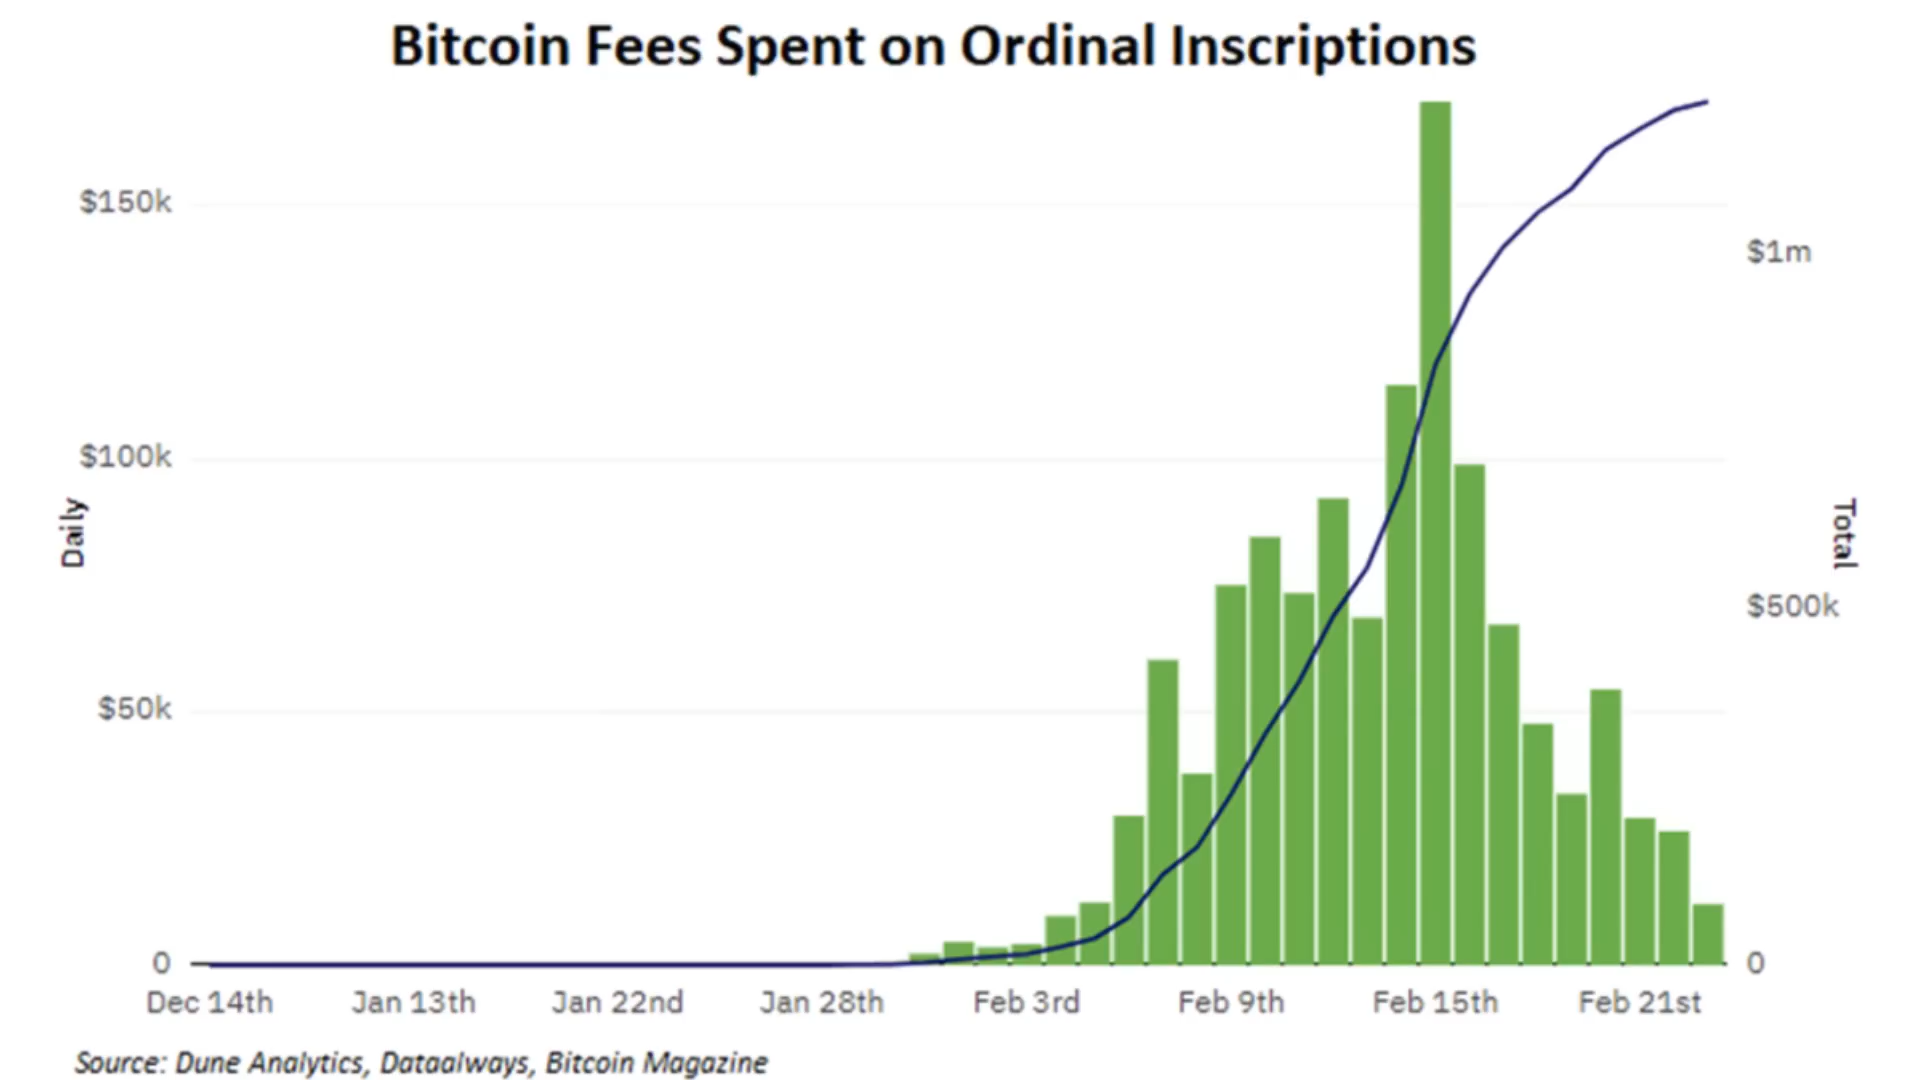 Bitcoin Fees Spent on Ordinal Inscriptions
$150k
$100k
$50k
0
Daily
$1m
$500k
0
Total
Dec 14th Jan 13th Jan 22nd Jan 28th Feb 3rd Feb 9th Feb 15th Feb 21st
Source: Dune Analytics, Dataalways, Bitcoin Magazine